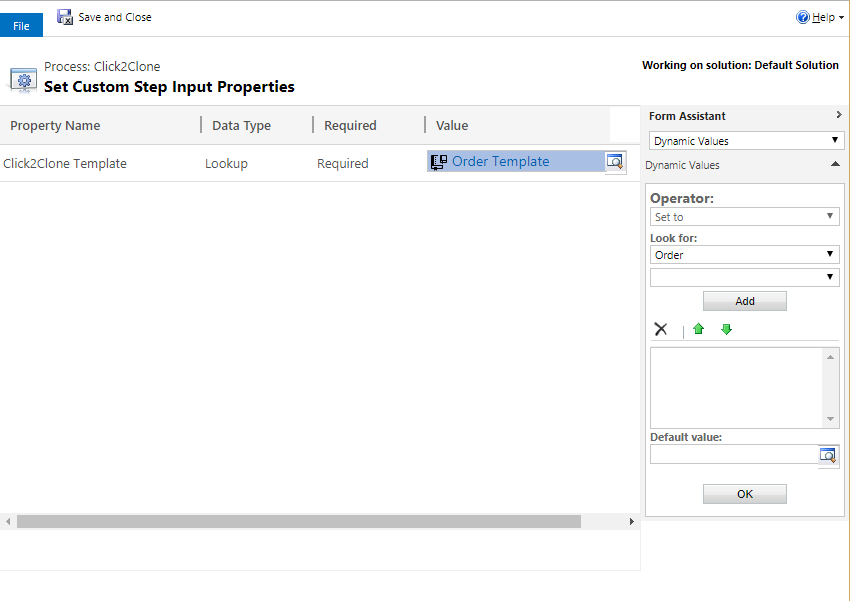 File
Save and Close
Help
Process: Click2Clone
Set Custom Step Input Properties
Working on solution: Default Solution
Property Name
Data Type
Required
Value
Click2Clone Template
Lookup
Required
Order Template
Form Assistant
Dynamic Values
Dynamic Values
Operator:
Set to
Look for:
Order
Add
Default value:
OK